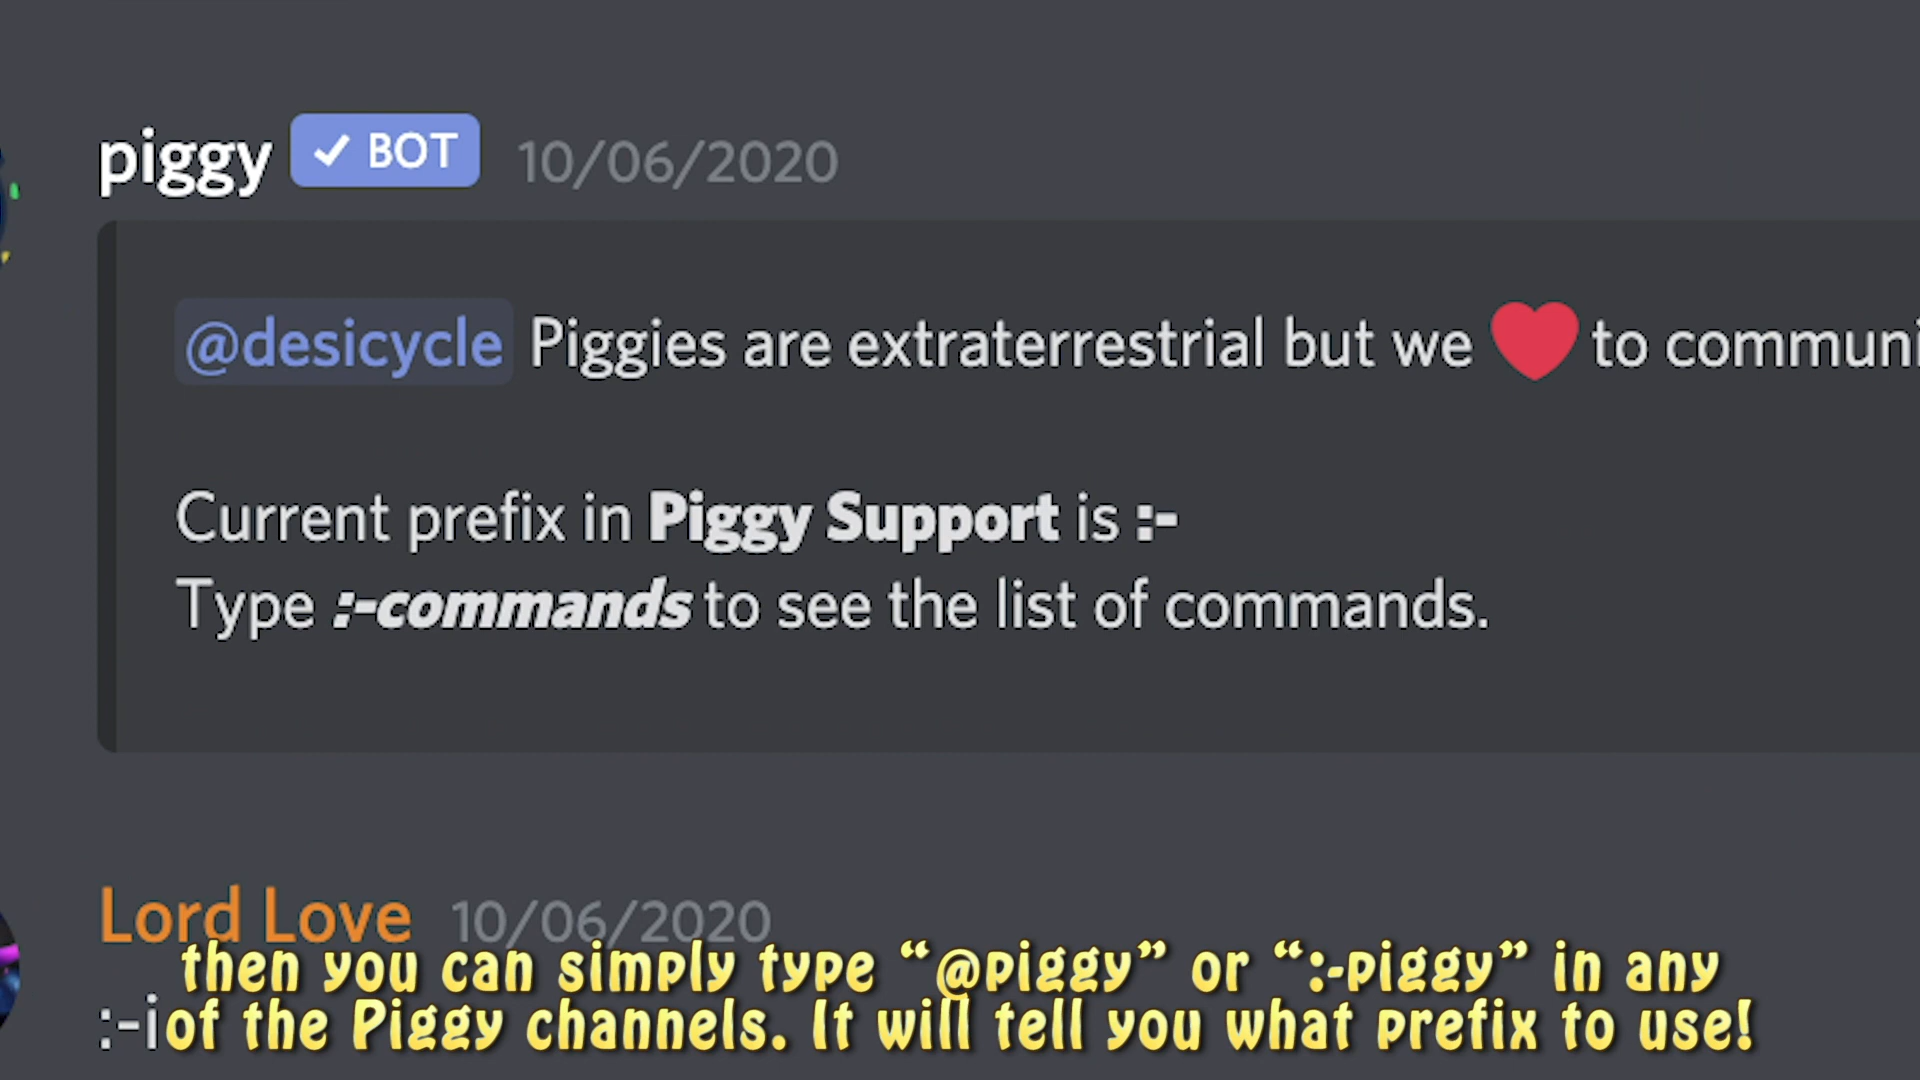 piggy ✓ BOT 10/06/2020
@desicycle Piggies are extraterrestrial but we ❤ to communi
Current prefix in Piggy Support is :-
Type :-commands to see the list of commands.
Lord Love 10/06/2020
:-i
then you can simply type “@piggy” or “:-piggy” in any
of the Piggy channels. It will tell you what prefix to use!